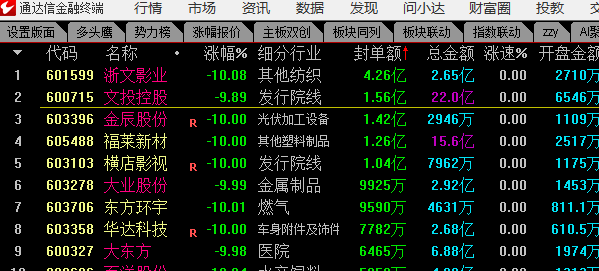 通达信金融终端 行情 市场 资讯 数据 发现 问小达 财富圈 投教 交
设置版面 多头鹰 势力榜 涨幅报价 主板双创 板块同列 板块联动 指数联动 zzy AI聚
代码 名称 涨幅% 细分行业 封单额↑ 总金额 涨速% 开盘金额
1 601599 浙文影业 -10.08 其他纺织 4.26亿 2.65亿 0.00 2710万
2 600715 文投控股 -9.89 发行院线 1.56亿 22.0亿 0.00 6546万
3 603396 金辰股份 R -10.00 光伏加工设备 1.42亿 2946万 0.00 1109万
4 605488 福莱新材 -10.00 其他塑料制品 1.26亿 15.6亿 0.00 2517万
5 603103 横店影视 R -10.00 发行院线 1.04亿 7962万 0.00 1175万
6 603278 大业股份 -9.99 金属制品 9925万 2.92亿 0.00 1453万
7 603706 东方环宇 -10.01 燃气 9590万 4631万 0.00 811.1万
8 603358 华达科技 R -10.00 车身附件及饰件 7782万 2.68亿 0.00 610.5万
9 600327 大东方 -9.98 医院 6465万 6.88亿 0.00 1974万